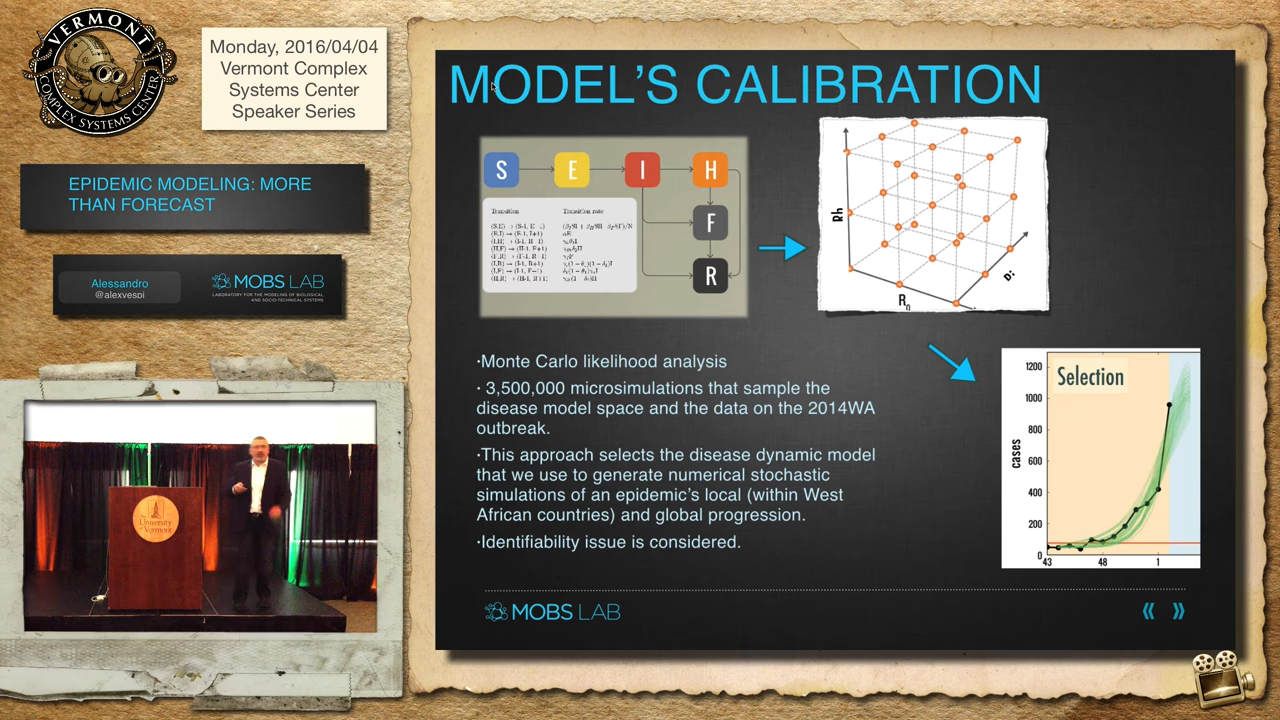 VERMONT
COMPLEX SYSTEMS CENTER
Monday, 2016/04/04
Vermont Complex
Systems Center
Speaker Series
EPIDEMIC MODELING: MORE
THAN FORECAST
Alessandro
@alexvespi
MOBS LAB
LABORATORY FOR THE MODELING OF BIOLOGICAL
AND SOCIO-TECHNICAL SYSTEMS
University
of Vermont
MODEL'S CALIBRATION
S E I H
F
R
Transition Transition rate
Rh
R0
Di
·Monte Carlo likelihood analysis
· 3,500,000 microsimulations that sample the
disease model space and the data on the 2014WA
outbreak.
·This approach selects the disease dynamic model
that we use to generate numerical stochastic
simulations of an epidemic's local (within West
African countries) and global progression.
·Identifiability issue is considered.
Selection
cases
1200
1000
800
600
400
200
0
43 48 1
MOBS LAB